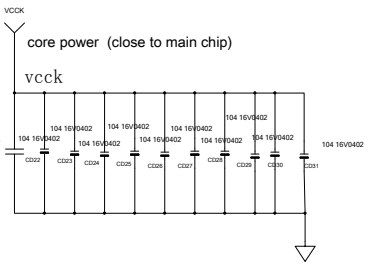 VCCK
core power (close to main chip)
vcck
104 16V0402
104 16V0402
104 16V0402
104 16V0402
104 16V0402
104 16V0402
104 16V0402
104 16V0402
104 16V0402
104 16V0402
CD22
CD23
CD24
CD25
CD26
CD27
CD28
CD29
CD30
CD31